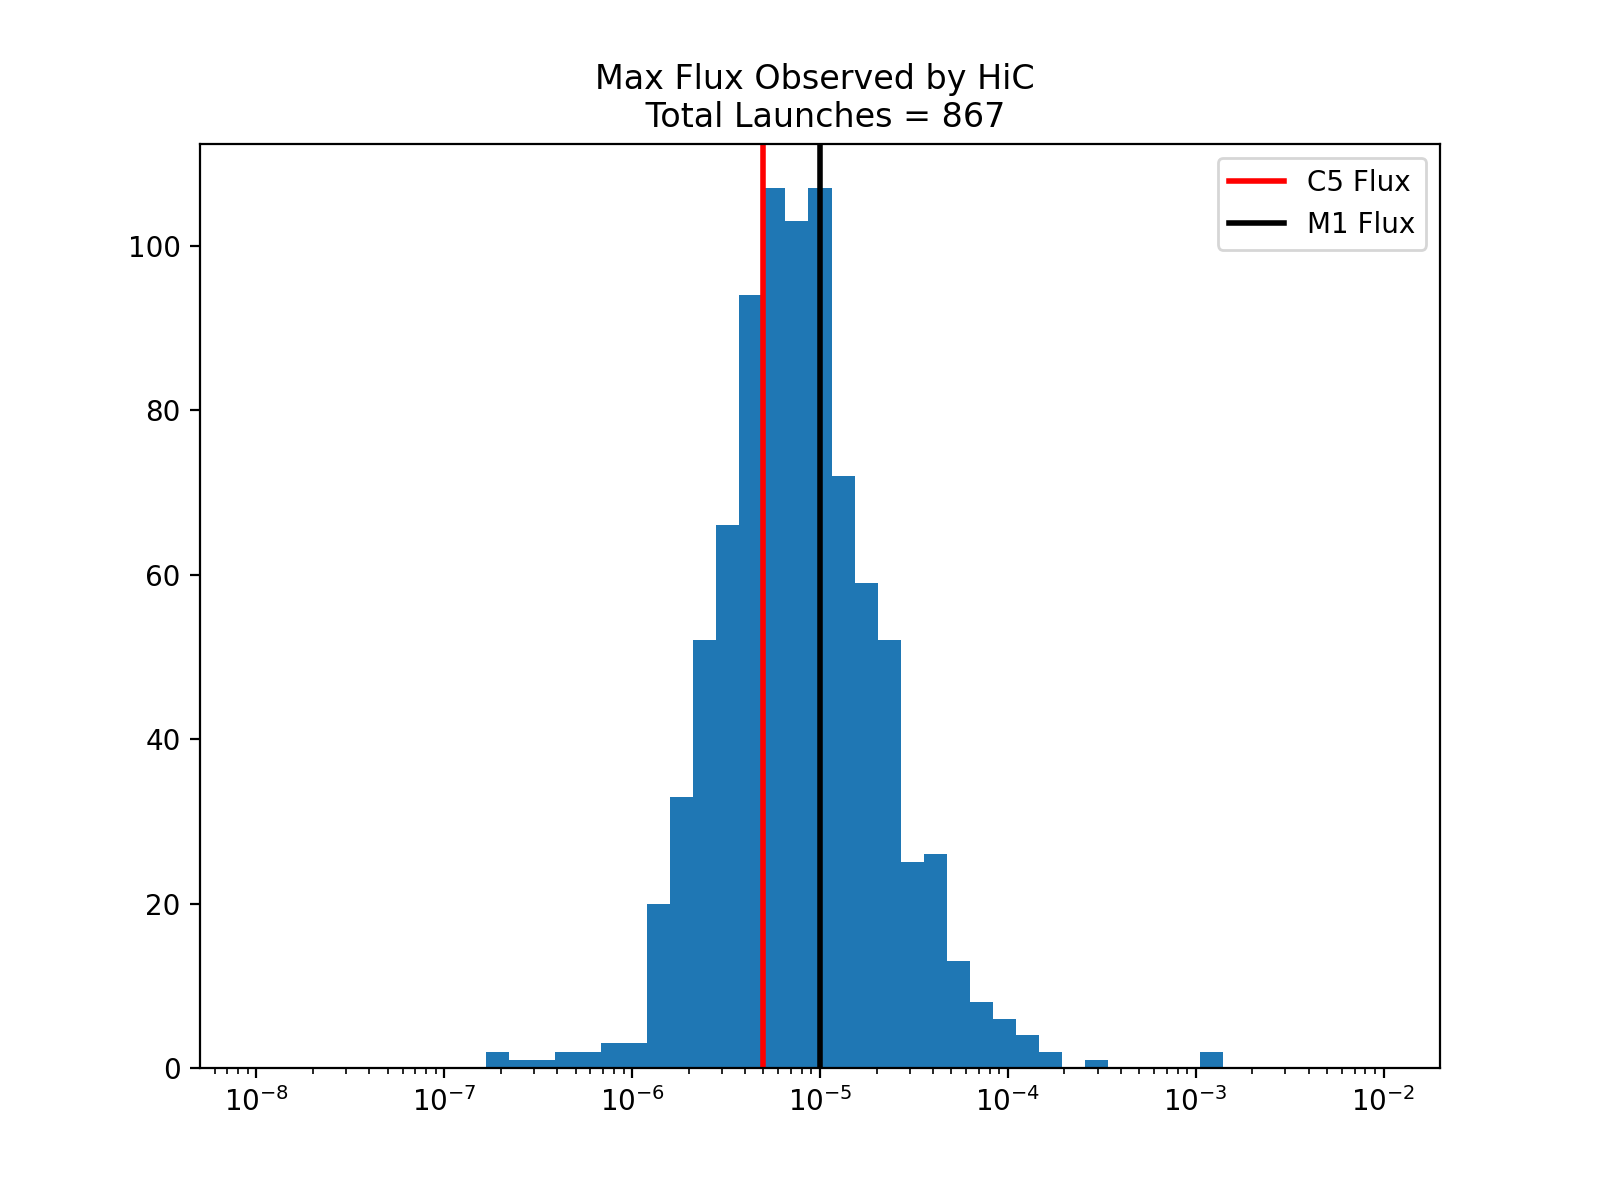 Max Flux Observed by HiC
Total Launches = 867
C5 Flux
M1 Flux
100
80
60
40
20
0
10⁻⁸ 10⁻⁷ 10⁻⁶ 10⁻⁵ 10⁻⁴ 10⁻³ 10⁻²